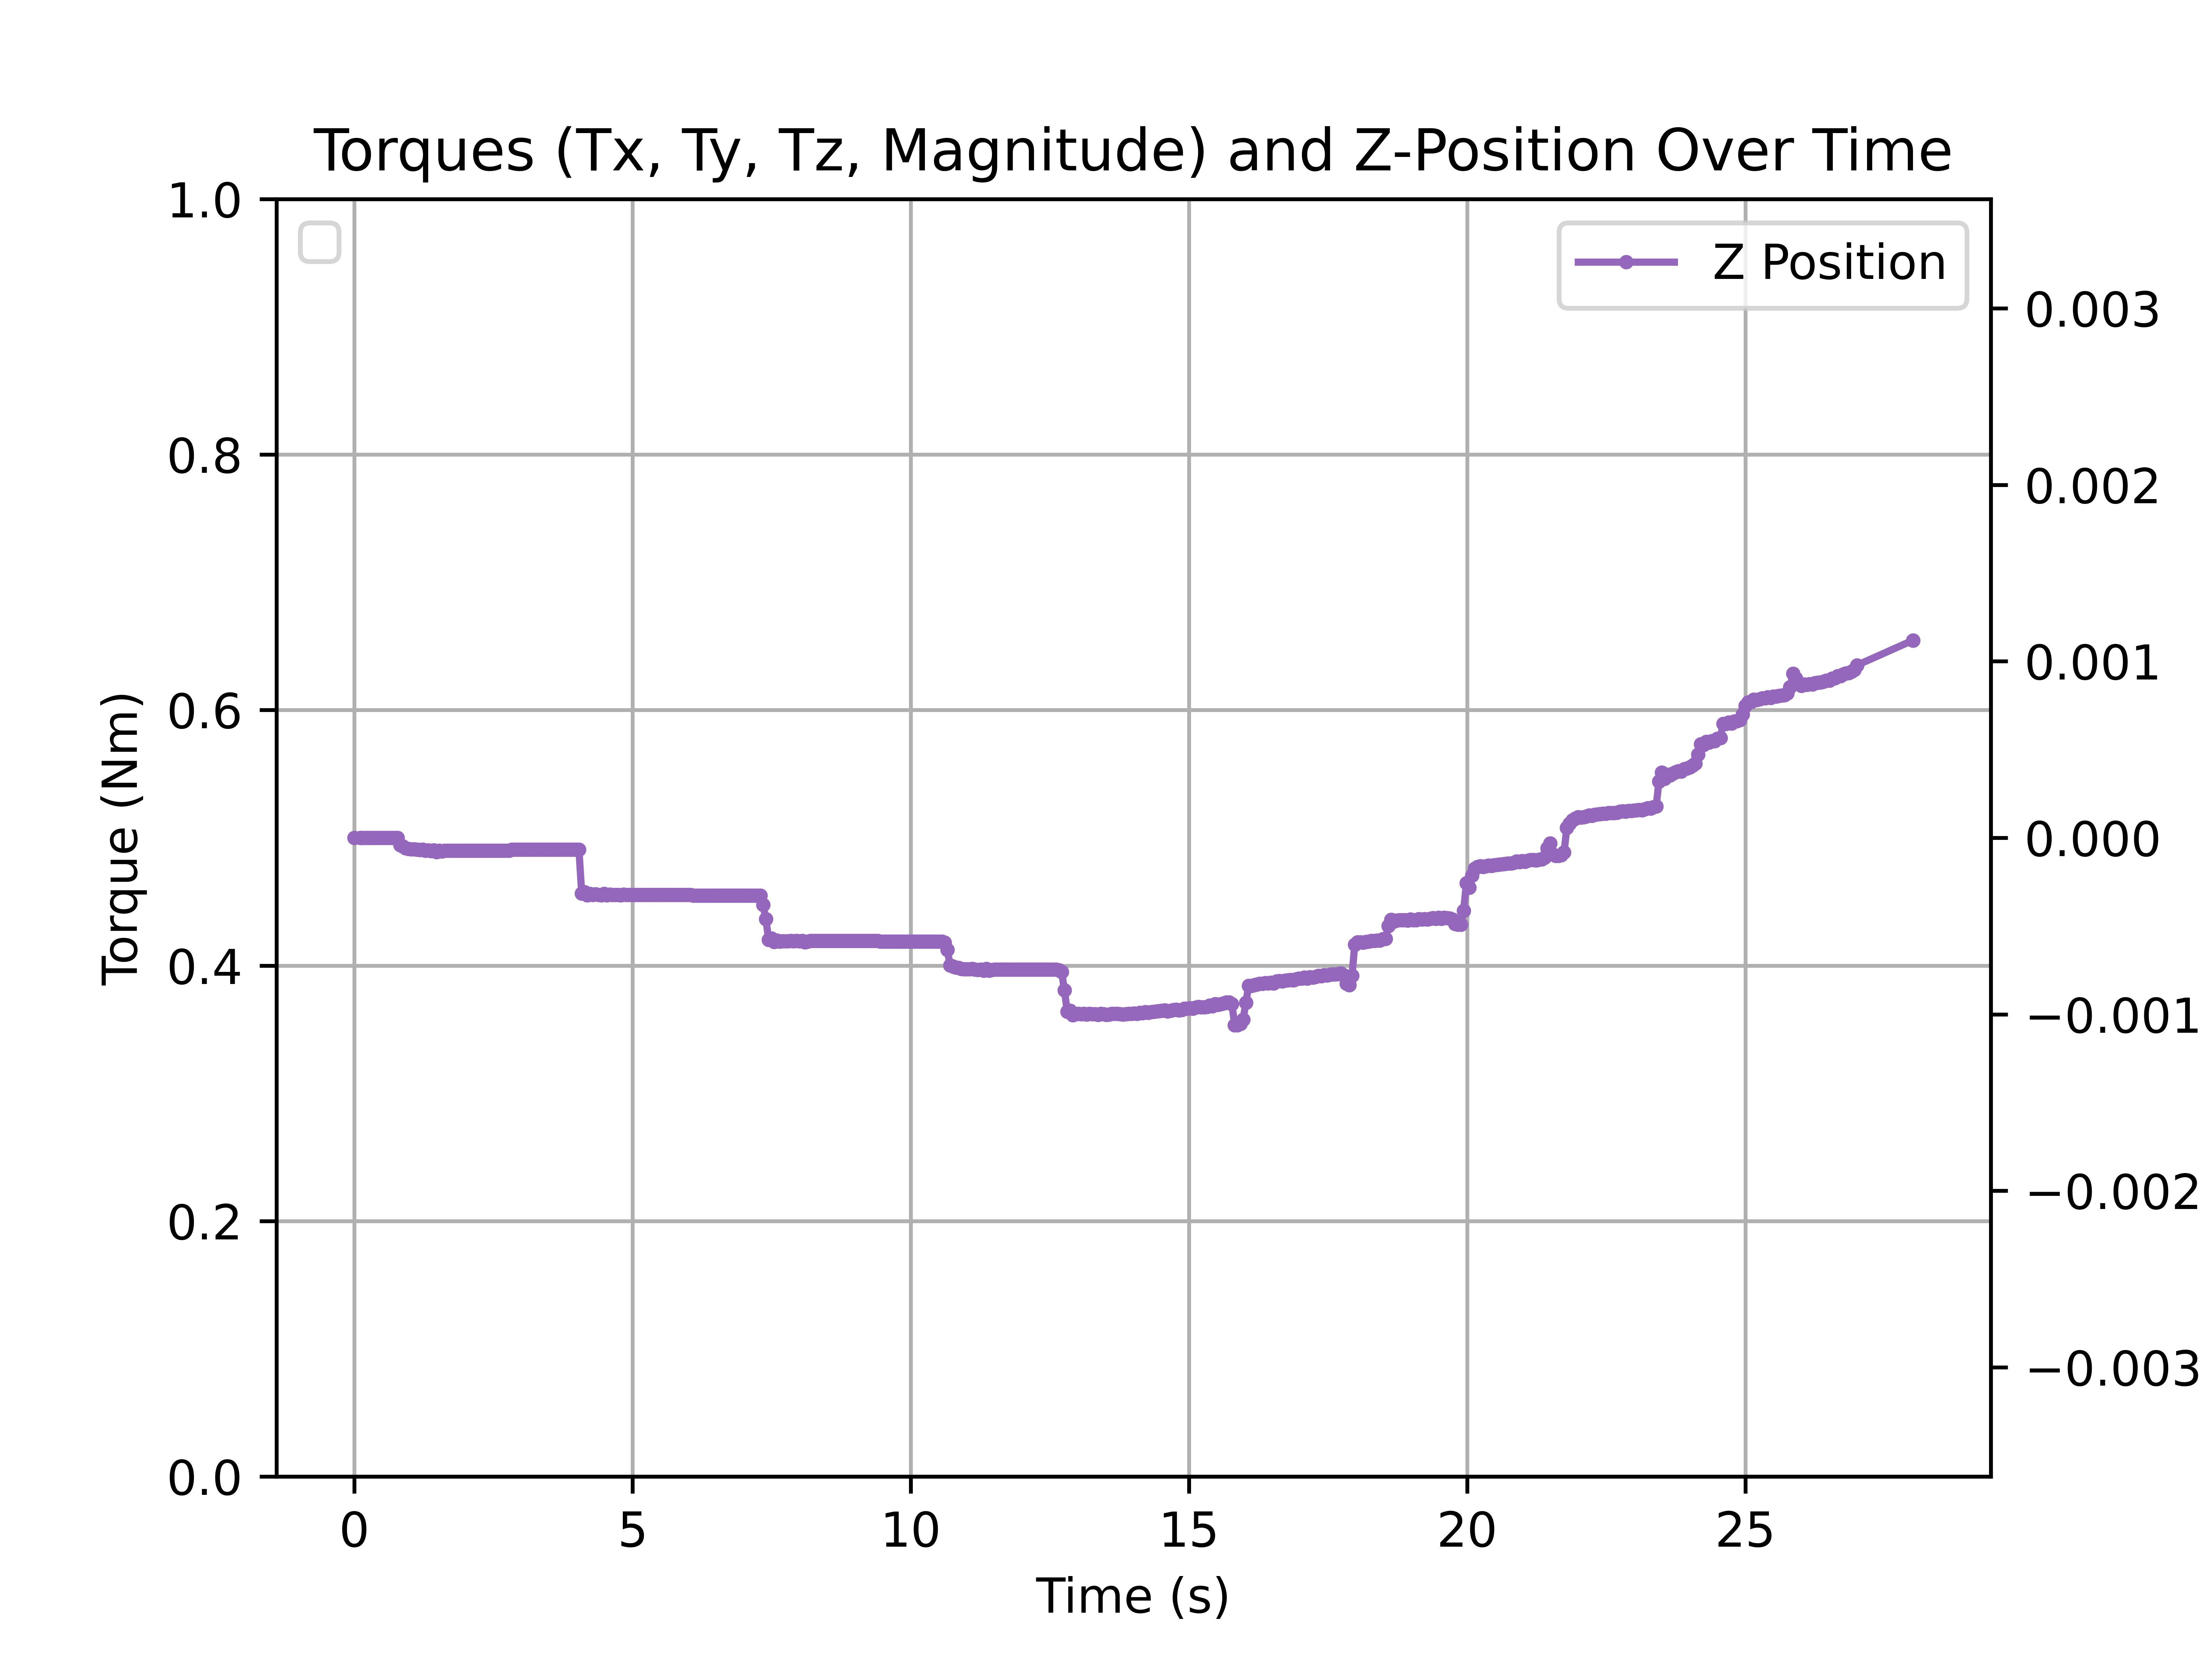 Torques (Tx, Ty, Tz, Magnitude) and Z-Position Over Time
Z Position
Torque (Nm)
1.0
0.8
0.6
0.4
0.2
0.0
0.003
0.002
0.001
0.000
−0.001
−0.002
−0.003
0 5 10 15 20 25
Time (s)